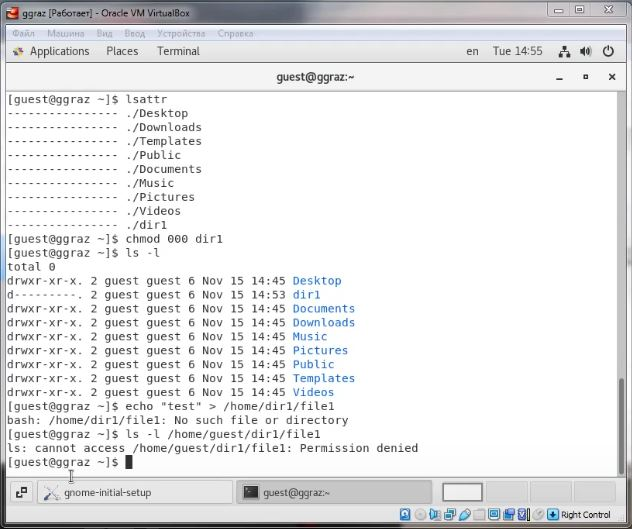 ggraz [Работает] - Oracle VM VirtualBox
Файл Машина Вид Ввод Устройства Справка
Applications Places Terminal en Tue 14:55
guest@ggraz:~
[guest@ggraz ~]$ lsattr
---------------- ./Desktop
---------------- ./Downloads
---------------- ./Templates
---------------- ./Public
---------------- ./Documents
---------------- ./Music
---------------- ./Pictures
---------------- ./Videos
---------------- ./dir1
[guest@ggraz ~]$ chmod 000 dir1
[guest@ggraz ~]$ ls -l
total 0
drwxr-xr-x. 2 guest guest 6 Nov 15 14:45 Desktop
d---------. 2 guest guest 6 Nov 15 14:53 dir1
drwxr-xr-x. 2 guest guest 6 Nov 15 14:45 Documents
drwxr-xr-x. 2 guest guest 6 Nov 15 14:45 Downloads
drwxr-xr-x. 2 guest guest 6 Nov 15 14:45 Music
drwxr-xr-x. 2 guest guest 6 Nov 15 14:45 Pictures
drwxr-xr-x. 2 guest guest 6 Nov 15 14:45 Public
drwxr-xr-x. 2 guest guest 6 Nov 15 14:45 Templates
drwxr-xr-x. 2 guest guest 6 Nov 15 14:45 Videos
[guest@ggraz ~]$ echo "test" > /home/dir1/file1
bash: /home/dir1/file1: No such file or directory
[guest@ggraz ~]$ ls -l /home/guest/dir1/file1
ls: cannot access /home/guest/dir1/file1: Permission denied
[guest@ggraz ~]$
gnome-initial-setup guest@ggraz:~
Right Control